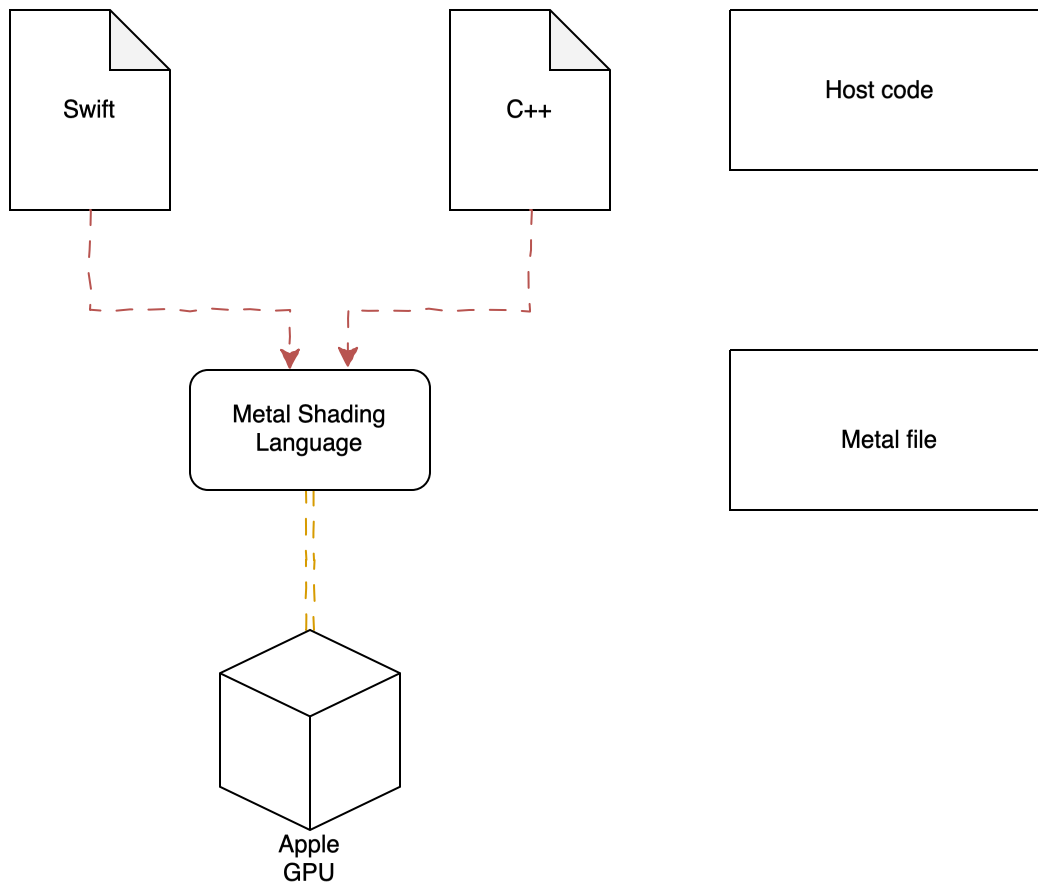 Swift
C++
Host code
Metal Shading
Language
Metal file
Apple
GPU